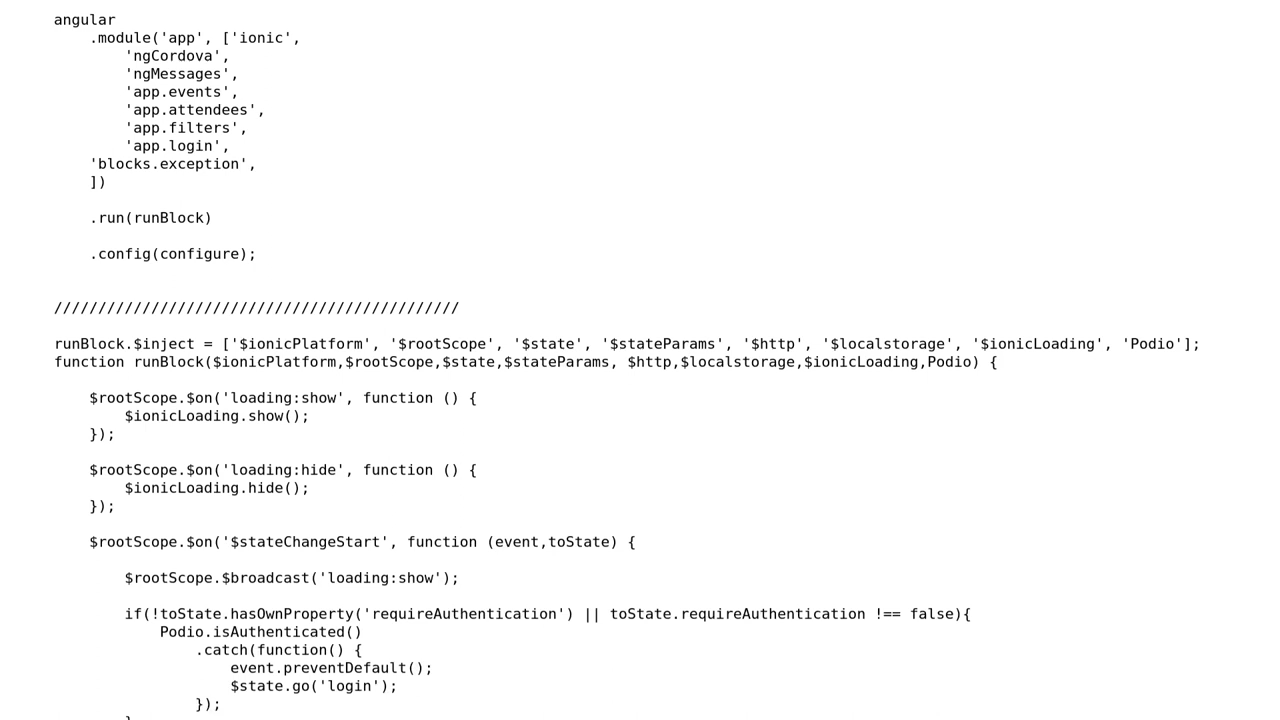 angular
    .module('app', ['ionic',
        'ngCordova',
        'ngMessages',
        'app.events',
        'app.attendees',
        'app.filters',
        'app.login',
    'blocks.exception',
    ])

    .run(runBlock)

    .config(configure);


//////////////////////////////////////////////

runBlock.$inject = ['$ionicPlatform', '$rootScope', '$state', '$stateParams', '$http', '$localstorage', '$ionicLoading', 'Podio'];
function runBlock($ionicPlatform,$rootScope,$state,$stateParams, $http,$localstorage,$ionicLoading,Podio) {

    $rootScope.$on('loading:show', function () {
        $ionicLoading.show();
    });

    $rootScope.$on('loading:hide', function () {
        $ionicLoading.hide();
    });

    $rootScope.$on('$stateChangeStart', function (event,toState) {

        $rootScope.$broadcast('loading:show');

        if(!toState.hasOwnProperty('requireAuthentication') || toState.requireAuthentication !== false){
            Podio.isAuthenticated()
                .catch(function() {
                    event.preventDefault();
                    $state.go('login');
                });